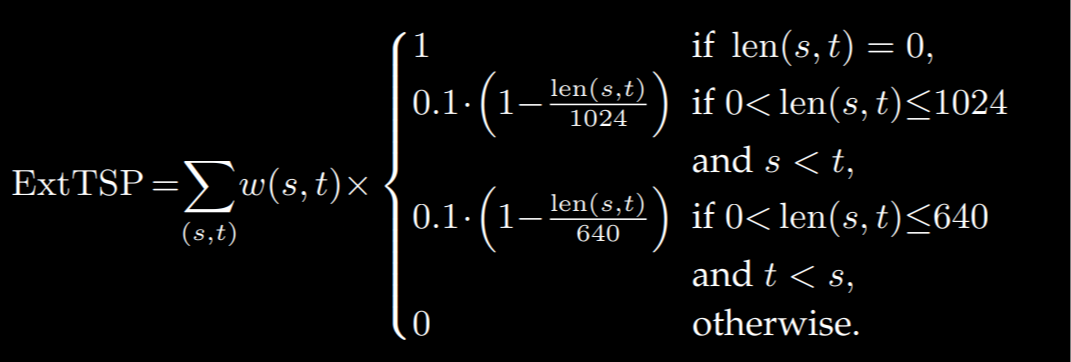 ExtTSP = ∑_{(s,t)} w(s, t) × {
1 if len(s, t) = 0,
0.1 · (1 − len(s,t)/1024) if 0 < len(s, t) ≤ 1024
and s < t,
0.1 · (1 − len(s,t)/640) if 0 < len(s, t) ≤ 640
and t < s,
0 otherwise.